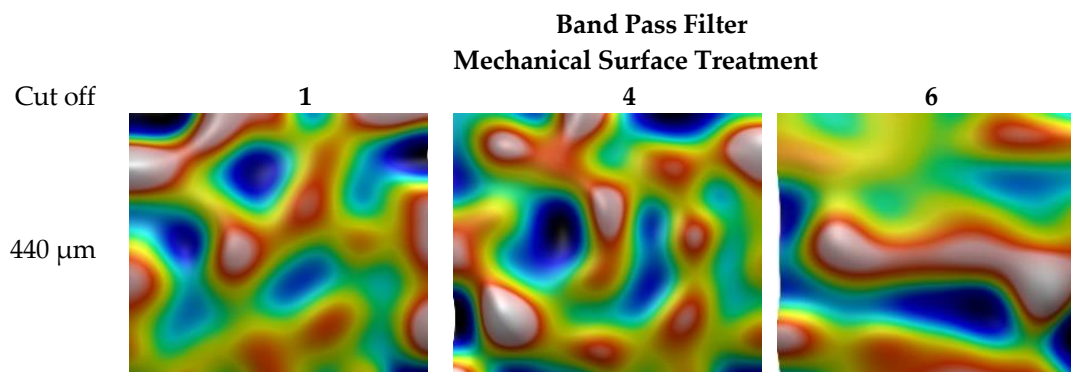 Band Pass Filter
Mechanical Surface Treatment
Cut off 1 4 6
440 µm